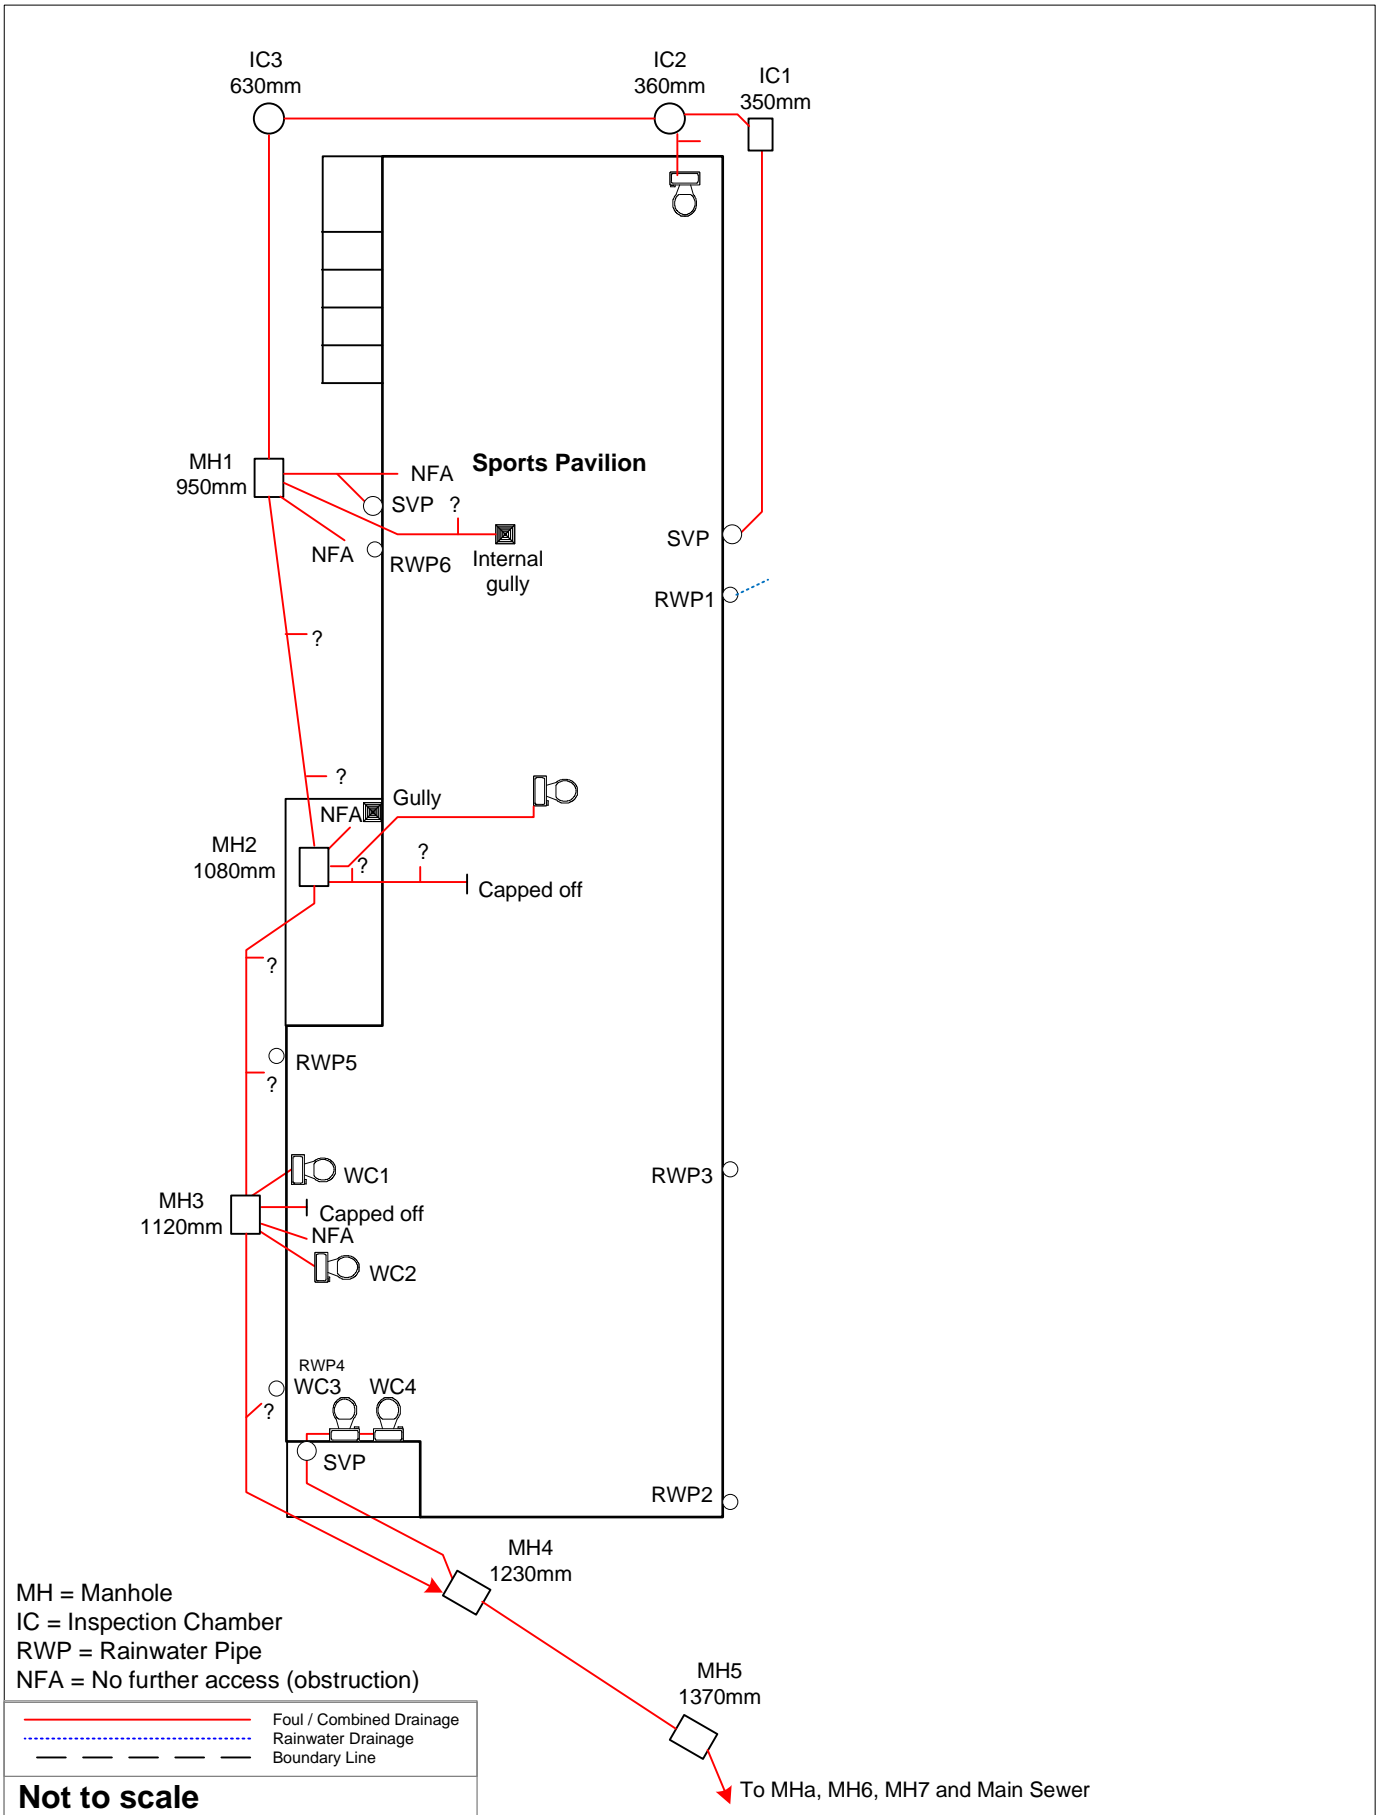 IC3
630mm
IC2
360mm
IC1
350mm
MH1
950mm
NFA
Sports Pavilion
SVP
?
NFA
RWP6
Internal
gully
SVP
RWP1
?
?
Gully
NFA
MH2
1080mm
?
?
Capped off
?
RWP5
?
WC1
MH3
1120mm
Capped off
NFA
WC2
RWP3
RWP4
WC3
WC4
?
SVP
RWP2
MH4
1230mm
MH = Manhole
IC = Inspection Chamber
RWP = Rainwater Pipe
NFA = No further access (obstruction)
MH5
1370mm
Foul / Combined Drainage
Rainwater Drainage
Boundary Line
Not to scale
To MHa, MH6, MH7 and Main Sewer